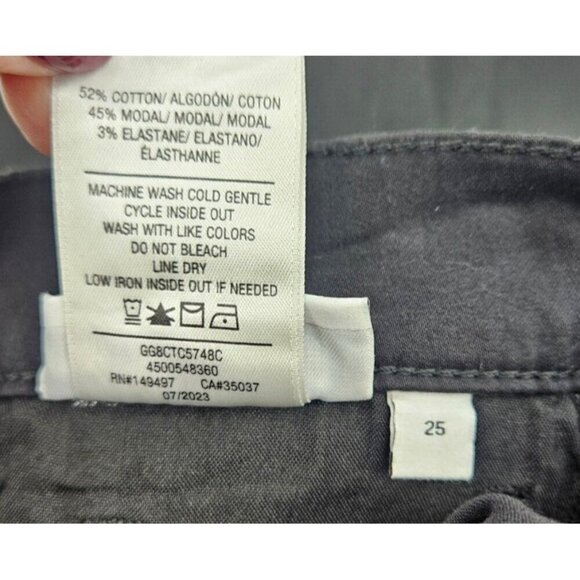 52% COTTON/ ALGODÓN/ COTON
45% MODAL/ MODAL/ MODAL
3% ELASTANE/ ELASTANO/
ÉLASTHANNE
MACHINE WASH COLD GENTLE
CYCLE INSIDE OUT
WASH WITH LIKE COLORS
DO NOT BLEACH
LINE DRY
LOW IRON INSIDE OUT IF NEEDED
GG8CTC5748C
4500548360
RN#149497 CA#35037
07/2023
25